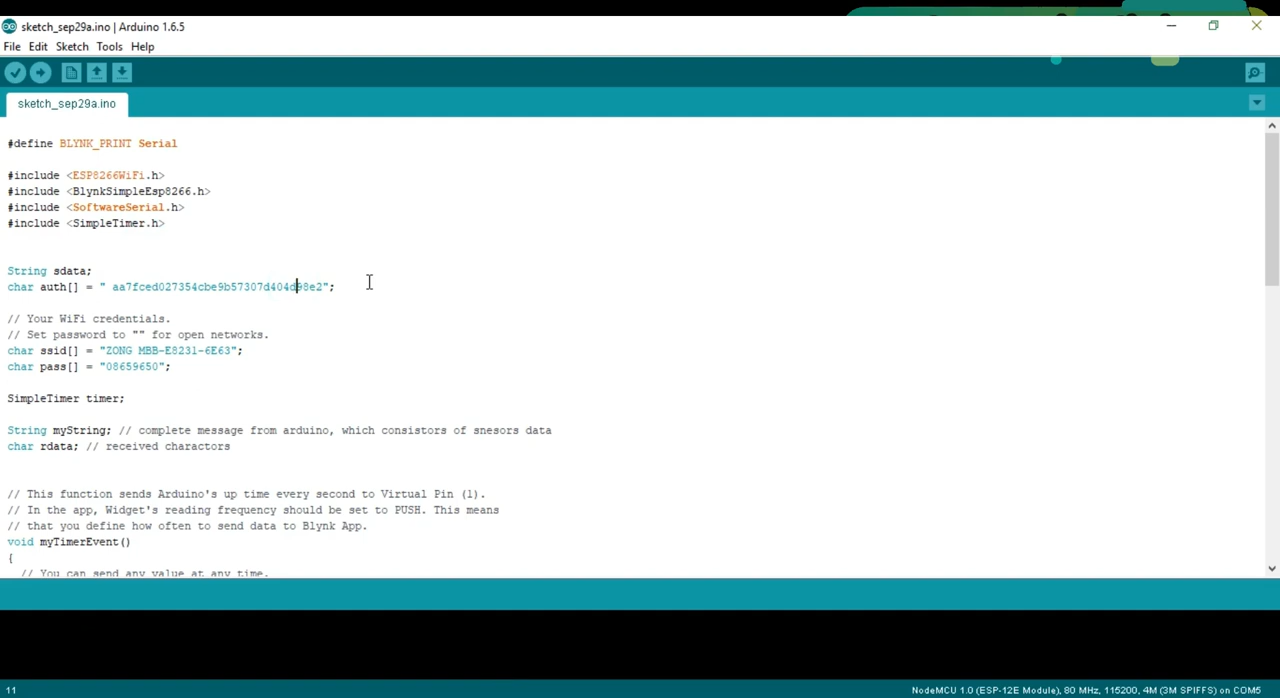 sketch_sep29a.ino | Arduino 1.6.5
File Edit Sketch Tools Help
sketch_sep29a.ino
#define BLYNK_PRINT Serial
#include <ESP8266WiFi.h>
#include <BlynkSimpleEsp8266.h>
#include <SoftwareSerial.h>
#include <SimpleTimer.h>
String sdata;
char auth[] = " aa7fced027354cbe9b57307d404d98e2";
// Your WiFi credentials.
// Set password to "" for open networks.
char ssid[] = "ZONG MBB-E8231-6E63";
char pass[] = "08659650";
SimpleTimer timer;
String myString; // complete message from arduino, which consistors of snesors data
char rdata; // received charactors
// This function sends Arduino's up time every second to Virtual Pin (1).
// In the app, Widget's reading frequency should be set to PUSH. This means
// that you define how often to send data to Blynk App.
void myTimerEvent()
{
// You can send any value at any time.
11
NodeMCU 1.0 (ESP-12E Module), 80 MHz, 115200, 4M (3M SPIFFS) on COM5